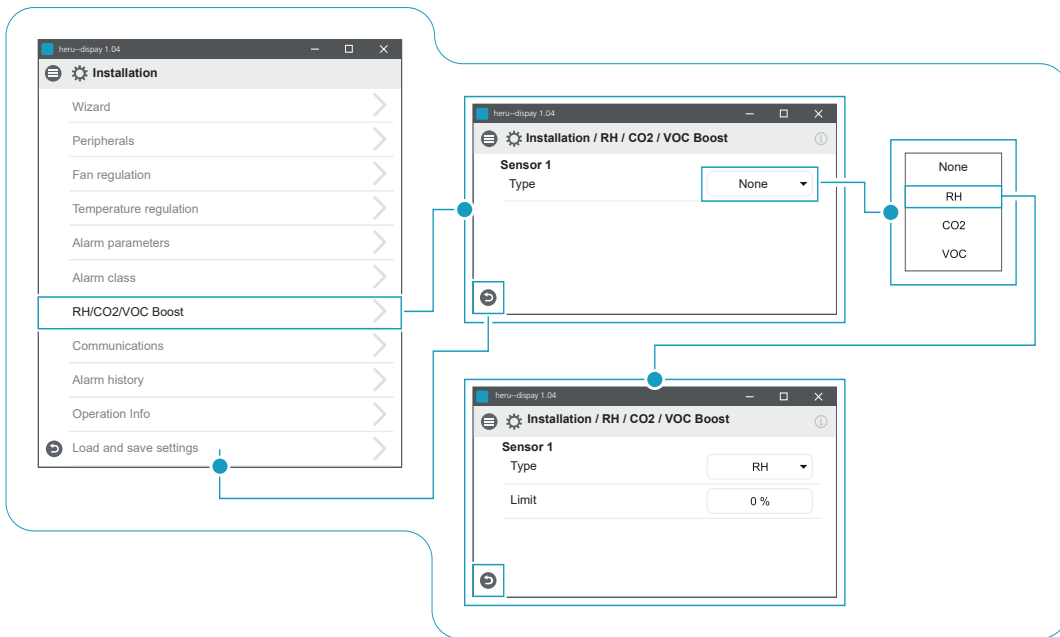 heru--dispay 1.04
Installation
Wizard
Peripherals
Fan regulation
Temperature regulation
Alarm parameters
Alarm class
RH/CO2/VOC Boost
Communications
Alarm history
Operation Info
Load and save settings
heru--dispay 1.04
Installation / RH / CO2 / VOC Boost
Sensor 1
Type None
None
RH
CO2
VOC
heru--dispay 1.04
Installation / RH / CO2 / VOC Boost
Sensor 1
Type RH
Limit 0 %